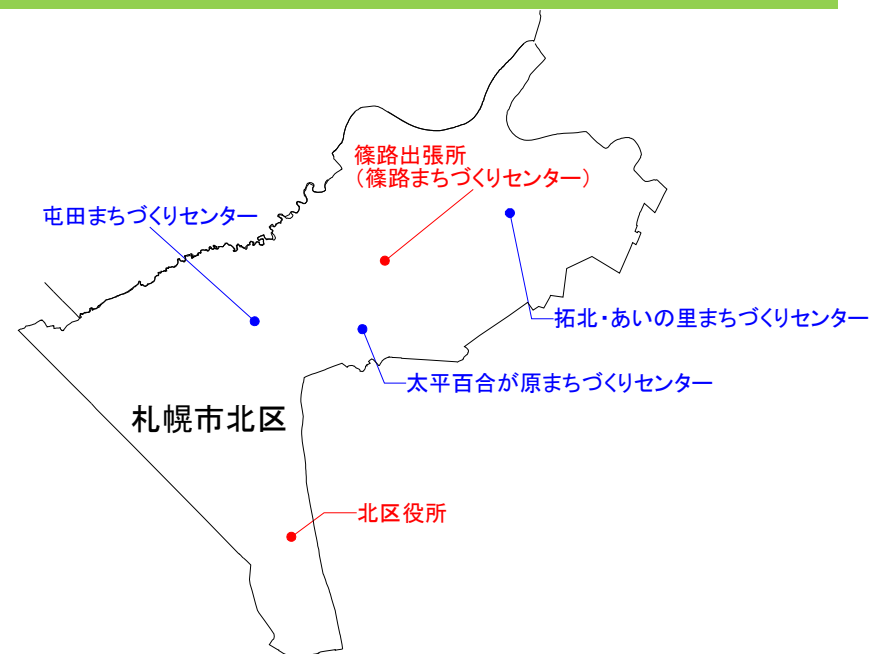 篠路出張所
（篠路まちづくりセンター）
屯田まちづくりセンター
拓北・あいの里まちづくりセンター
太平百合が原まちづくりセンター
札幌市北区
北区役所